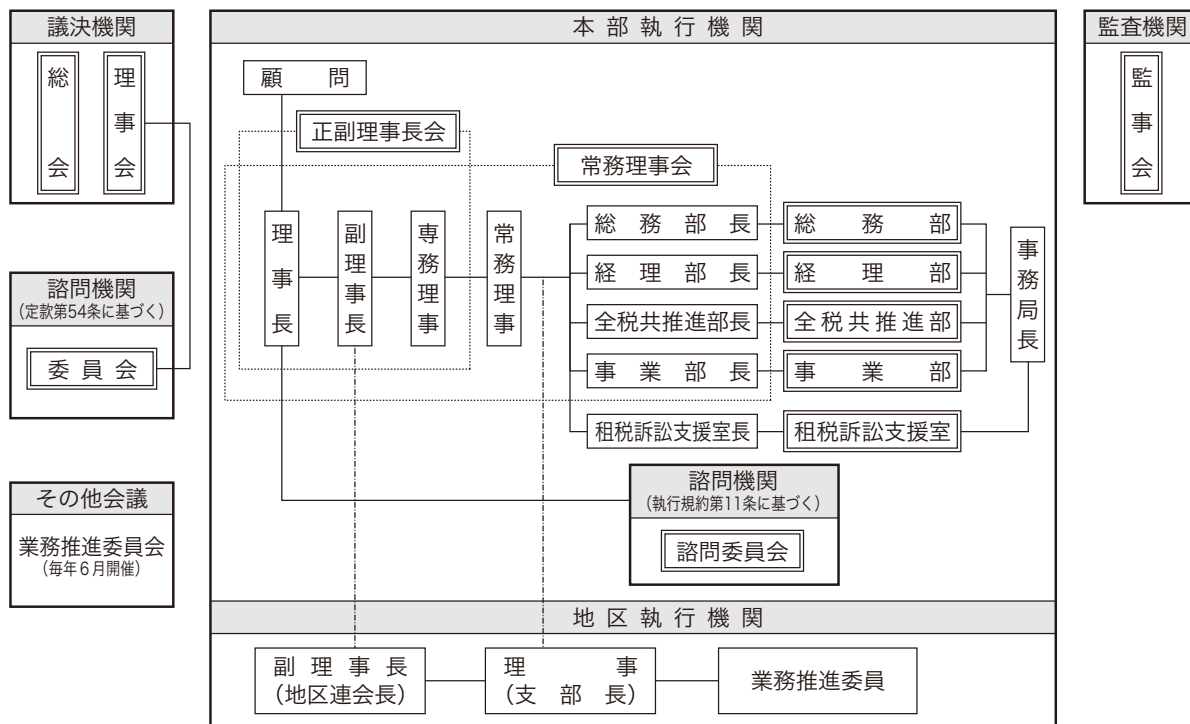 議決機関
総会
理事会
諮問機関
(定款第54条に基づく)
委員会
その他会議
業務推進委員会
(毎年6月開催)
本部執行機関
顧問
正副理事長会
常務理事会
理事長
副理事長
専務理事
常務理事
総務部長
総務部
経理部長
経理部
全税共推進部長
全税共推進部
事業部長
事業部
租税訴訟支援室長
租税訴訟支援室
事務局長
諮問機関
(執行規約第11条に基づく)
諮問委員会
地区執行機関
副理事長
(地区連会長)
理事
(支部長)
業務推進委員
監査機関
監事会